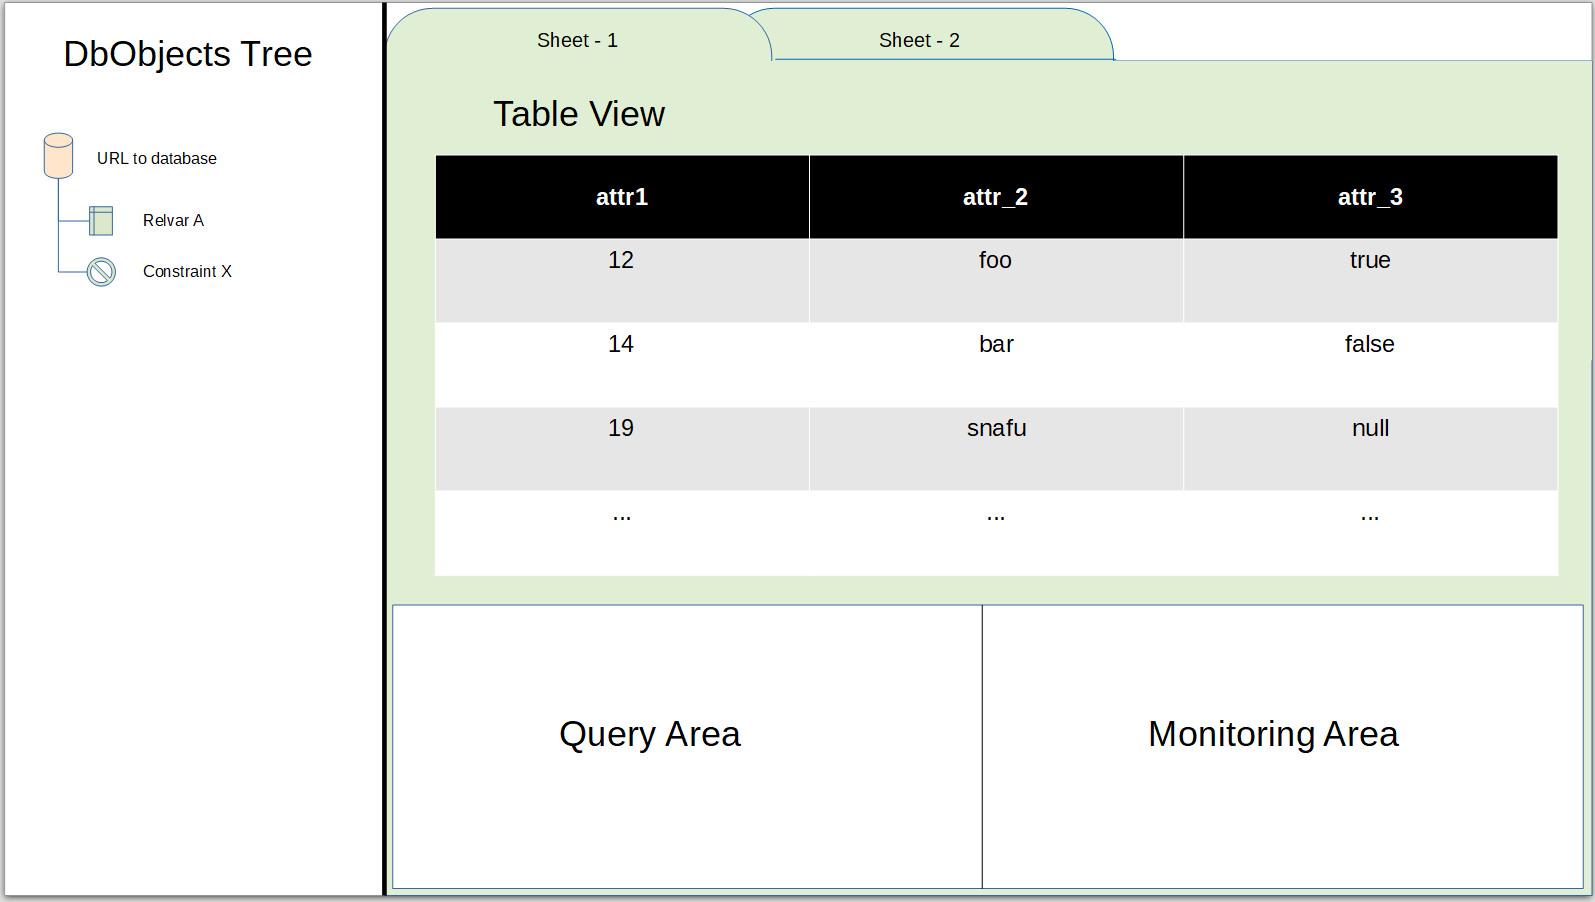 DbObjects Tree
URL to database
Relvar A
Constraint X
Sheet - 1
Sheet - 2
Table View
attr1 attr_2 attr_3
12 foo true
14 bar false
19 snafu null
... ... ...
Query Area
Monitoring Area